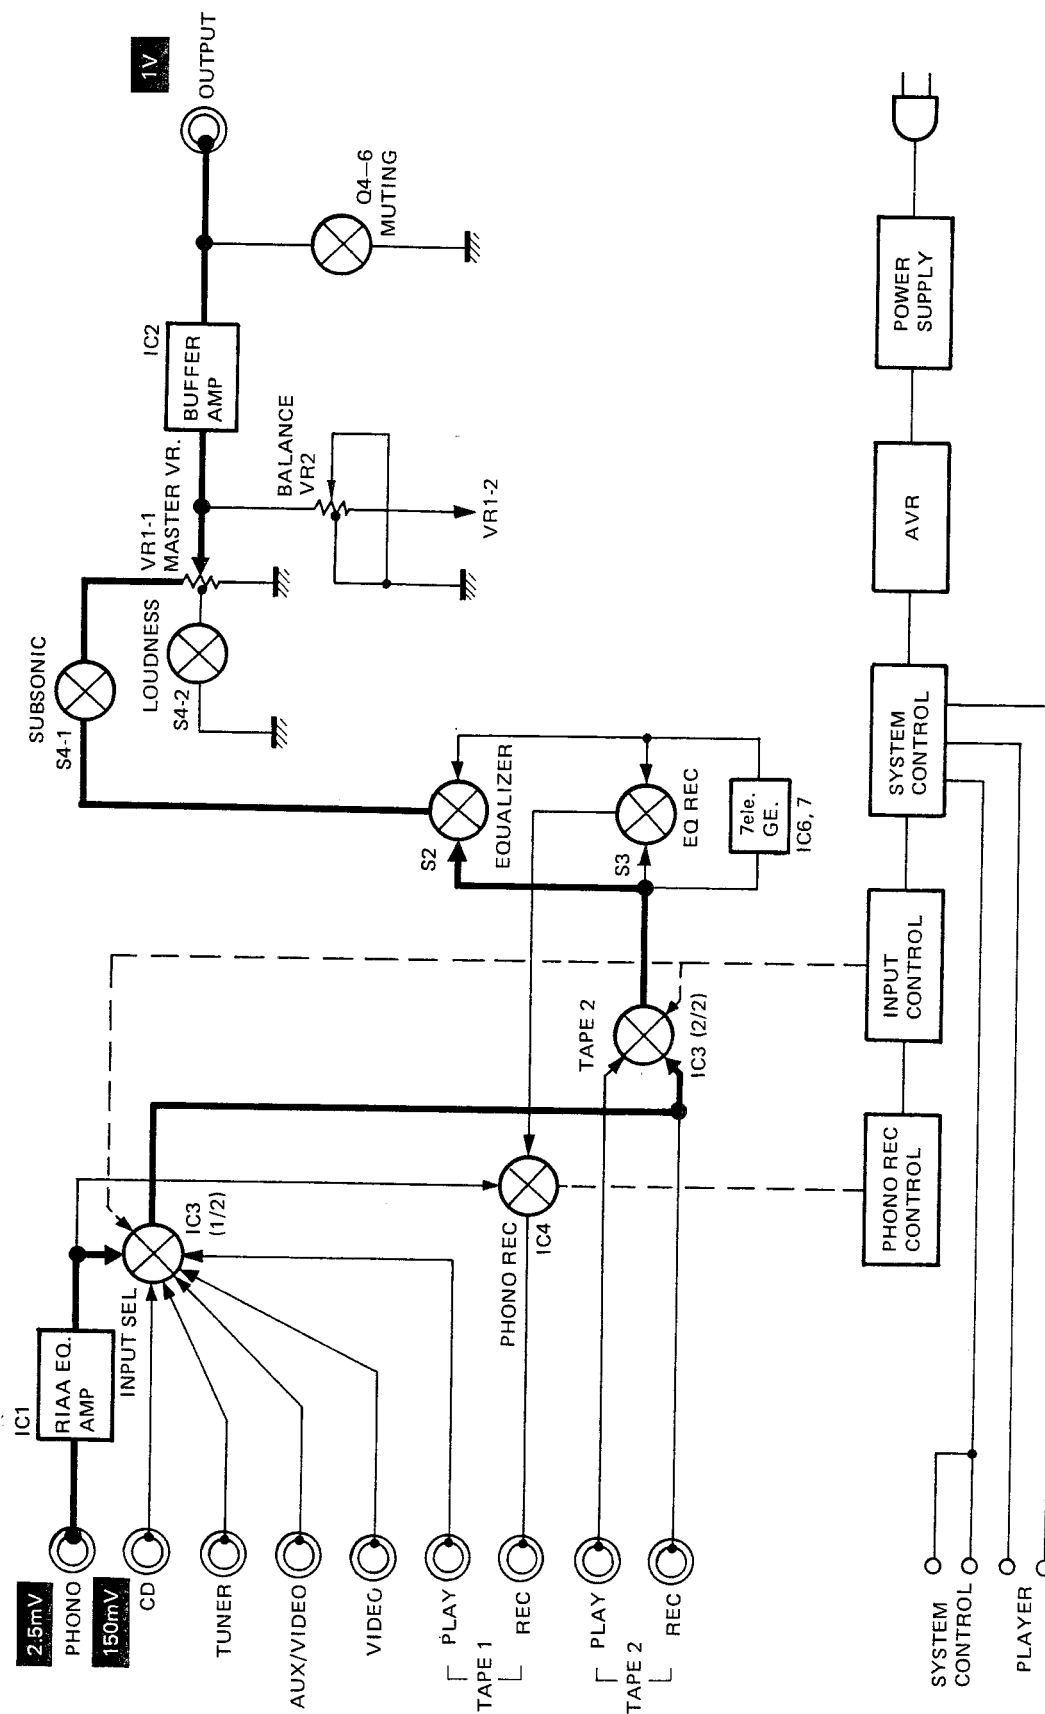 2.5mV
PHONO
150mV
CD
TUNER
AUX/VIDEO
VIDEO
PLAY
REC
TAPE 1
PLAY
REC
TAPE 2
IC1
RIAA EQ.
AMP
INPUT SEL
IC3
(1/2)
PHONO REC
IC4
TAPE 2
IC3 (2/2)
S2
EQUALIZER
S3
EQ REC
7ele.
GE.
IC6, 7
SUBSONIC
S4-1
LOUDNESS
S4-2
VR1-1
MASTER VR.
BALANCE
VR2
VR1-2
IC2
BUFFER
AMP
Q4–6
MUTING
1V
OUTPUT
SYSTEM
CONTROL
PLAYER
PHONO REC
CONTROL
INPUT
CONTROL
SYSTEM
CONTROL
AVR
POWER
SUPPLY